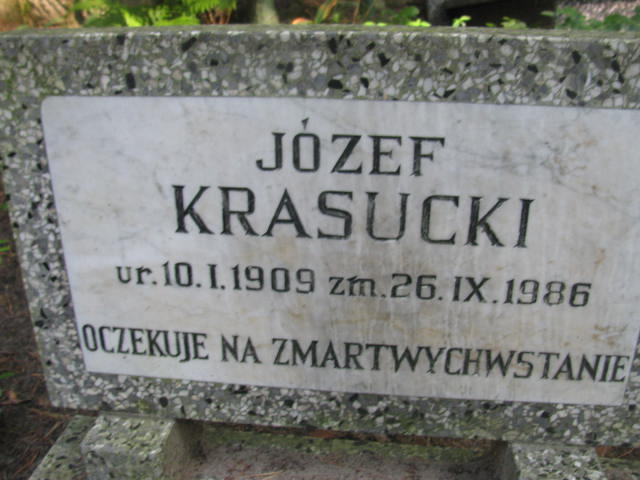 JÓZEF
KRASUCKI
ur. 10. I. 1909 zm. 26. IX. 1986
OCZEKUJE NA ZMARTWYCHWSTANIE